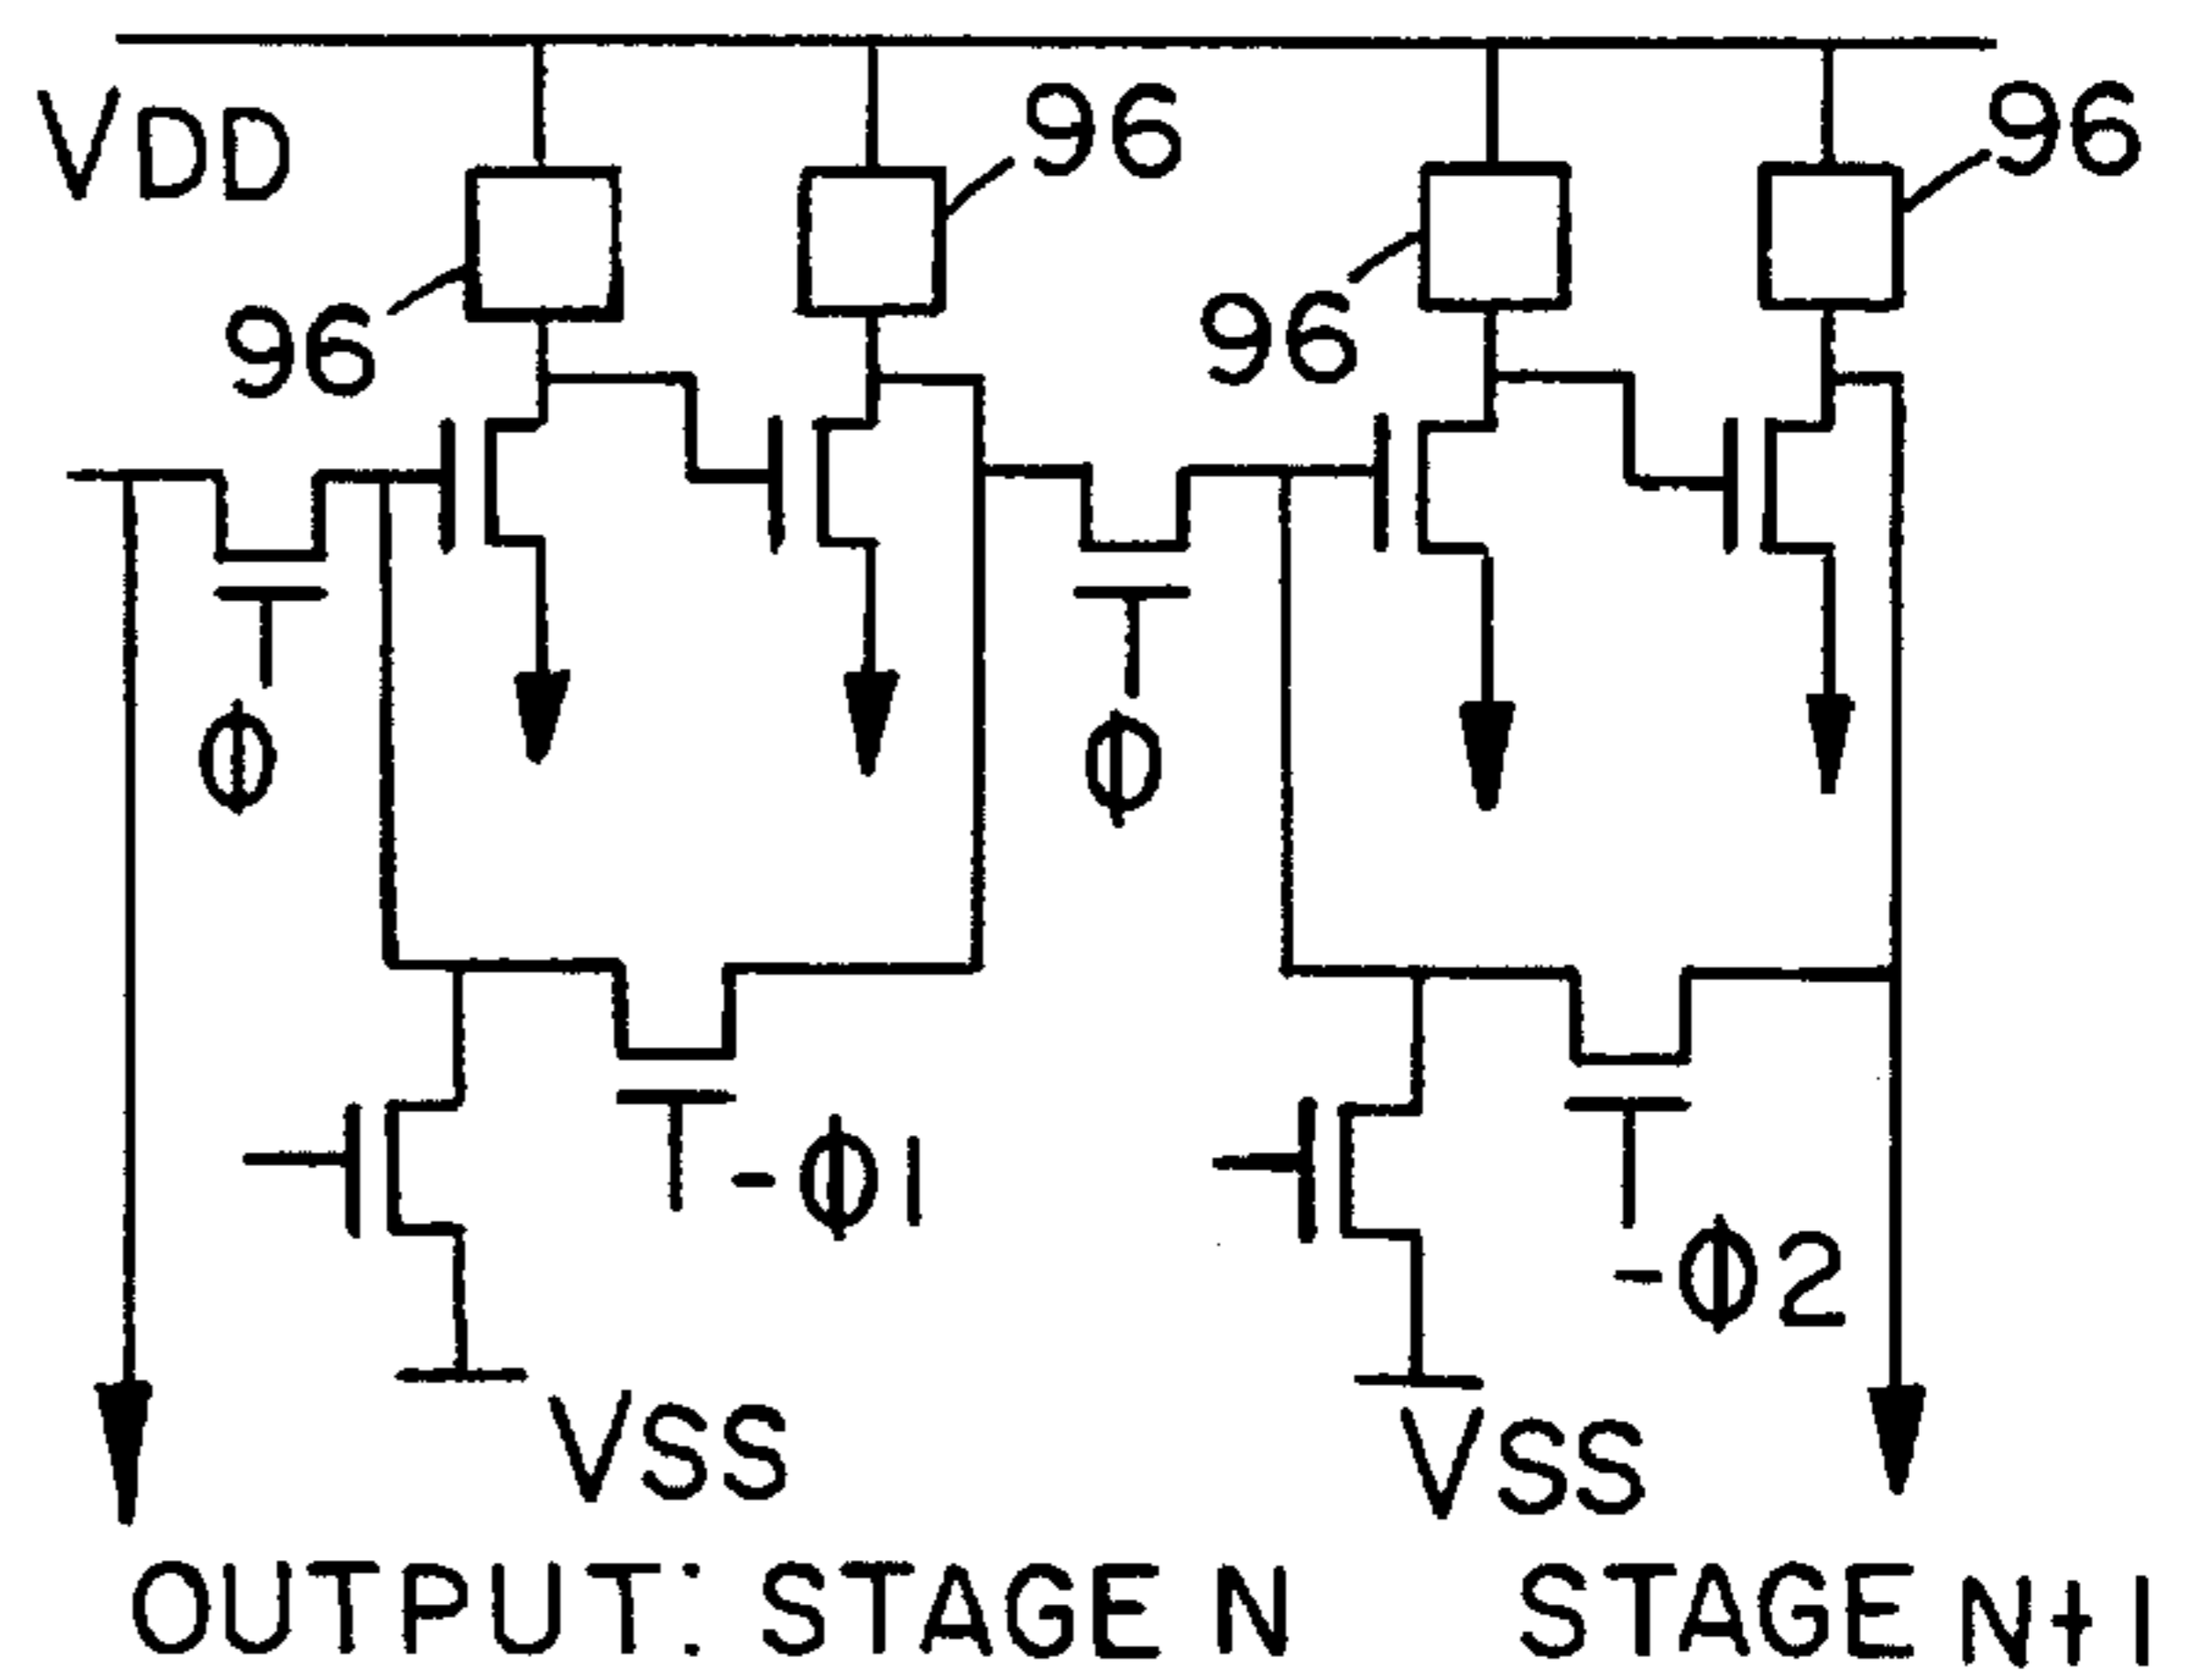 VDD
96
96
96
96
Φ
Φ
-Φ1
-Φ2
VSS
VSS
OUTPUT: STAGE N
STAGE N+1